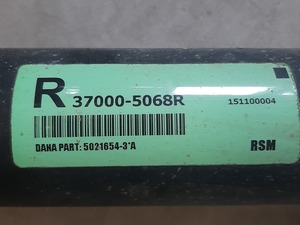 R 37000-5068R
151100004
DANA PART: 5021654-3'A
RSM